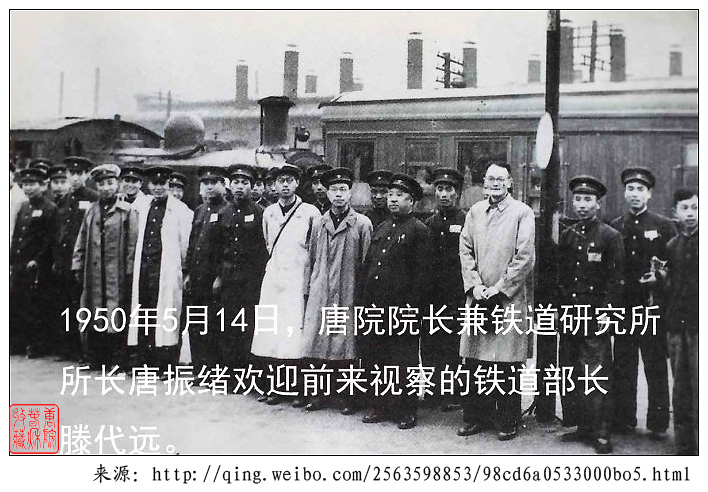 1950年5月14日，唐院院长兼铁道研究所
所长唐振绪欢迎前来视察的铁道部长
滕代远。
来源：http://qing.weibo.com/2563598853/98cd6a0533000bo5.html